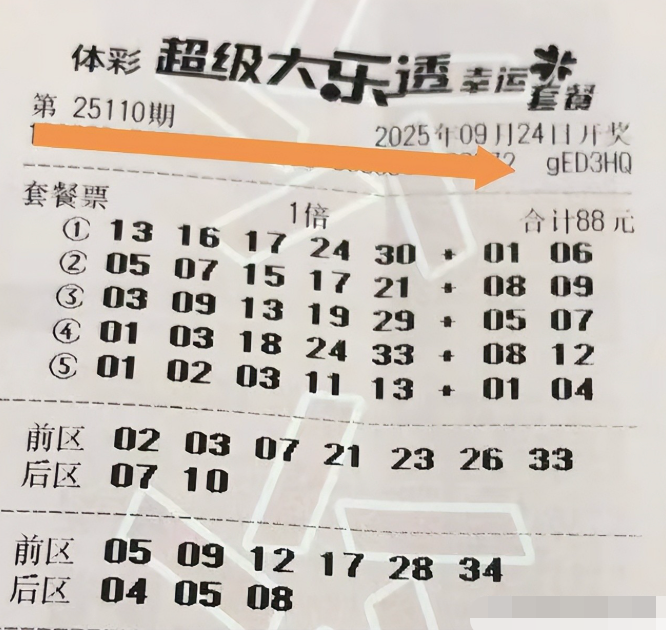 体彩 超级大乐透 幸运套餐
第 25110期 2025年09月24日开奖
gED3HQ
套餐票 1倍 合计88元
① 13 16 17 24 30 + 01 06
② 05 07 15 17 21 + 08 09
③ 03 09 13 19 29 + 05 07
④ 01 03 18 24 33 + 08 12
⑤ 01 02 03 11 13 + 01 04
前区 02 03 07 21 23 26 33
后区 07 10
前区 05 09 12 17 28 34
后区 04 05 08